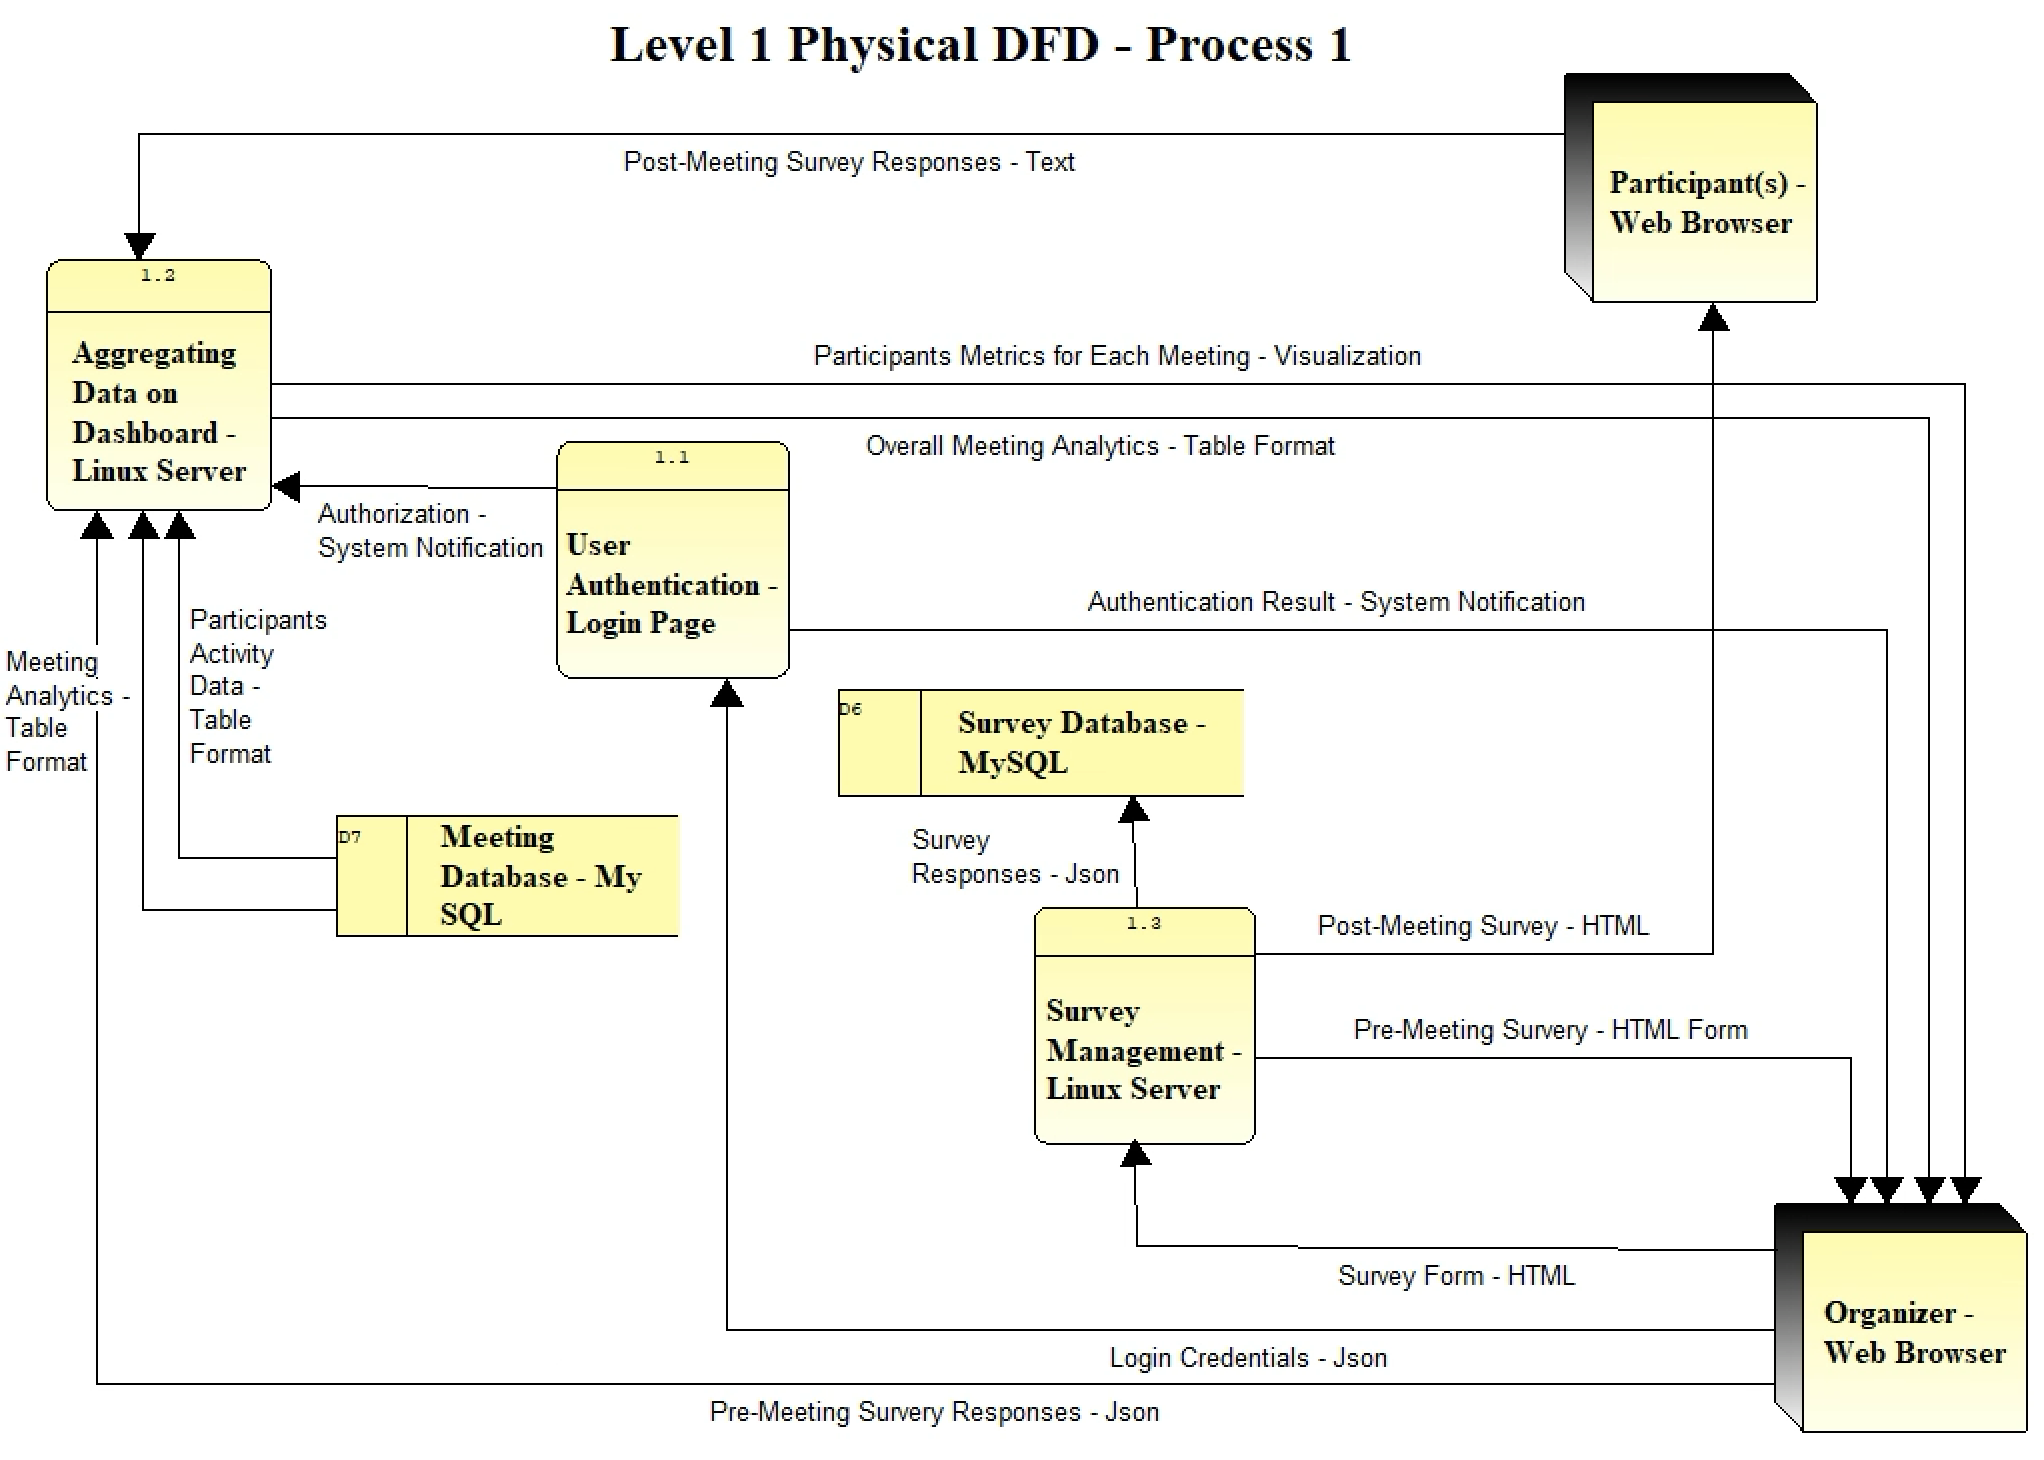 Level 1 Physical DFD - Process 1
Participant(s) -
Web Browser
Post-Meeting Survey Responses - Text
1.2
Aggregating
Data on
Dashboard -
Linux Server
Participants Metrics for Each Meeting - Visualization
Overall Meeting Analytics - Table Format
1.1
User
Authentication -
Login Page
Authorization -
System Notification
Authentication Result - System Notification
Participants
Activity
Data -
Table
Format
Meeting
Analytics -
Table
Format
D6
Survey Database -
MySQL
D7
Meeting
Database - My
SQL
Survey
Responses - Json
1.3
Survey
Management -
Linux Server
Post-Meeting Survey - HTML
Pre-Meeting Survery - HTML Form
Survey Form - HTML
Organizer -
Web Browser
Login Credentials - Json
Pre-Meeting Survery Responses - Json